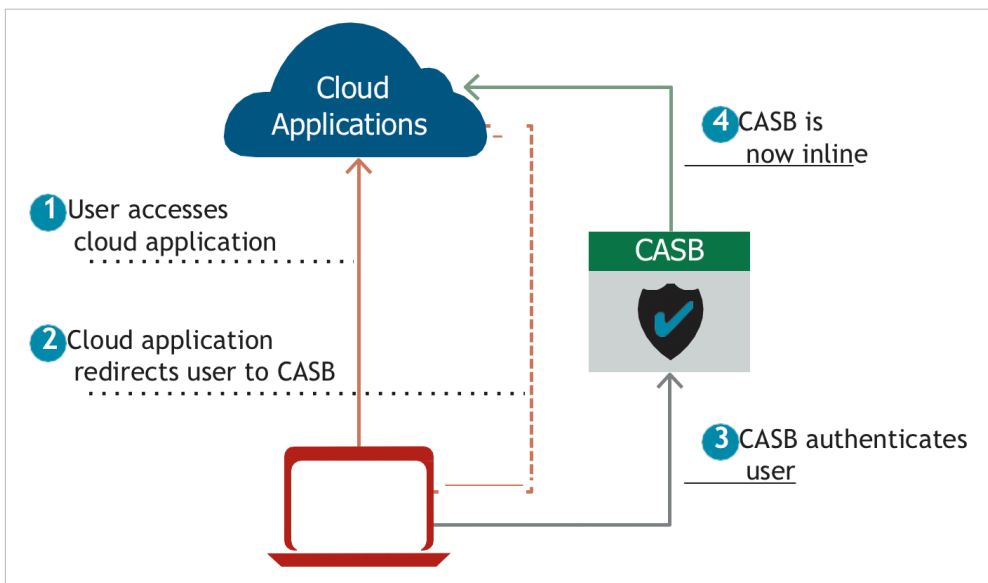 Cloud
Applications
4 CASB is
now inline
1 User accesses
cloud application
CASB
2 Cloud application
redirects user to CASB
3 CASB authenticates
user